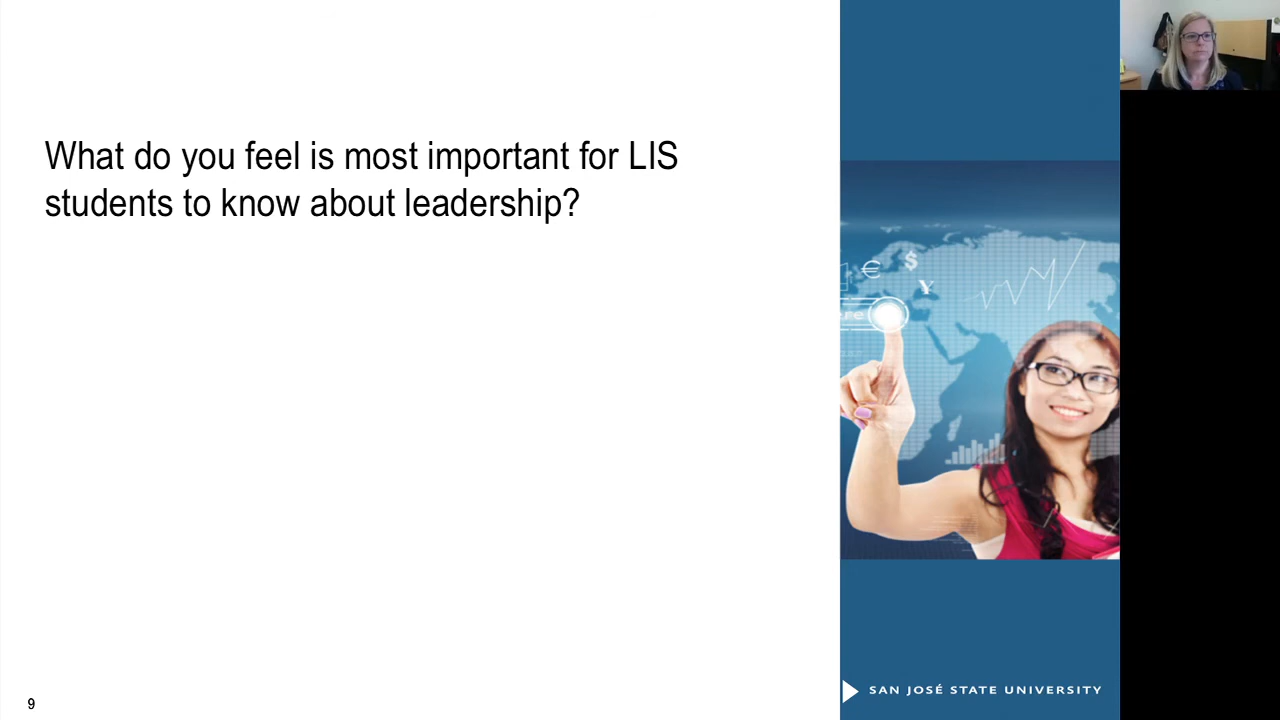 What do you feel is most important for LIS
students to know about leadership?
€
$
¥
ere
9
SAN JOSÉ STATE UNIVERSITY